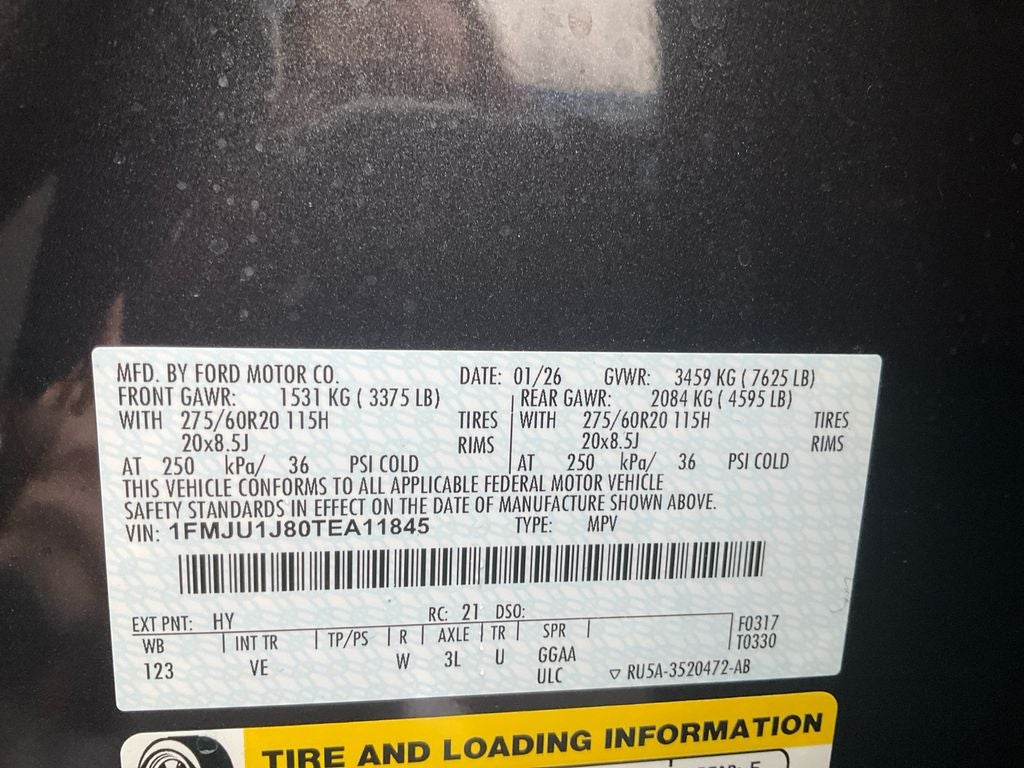 MFD. BY FORD MOTOR CO. DATE: 01/26 GVWR: 3459 KG ( 7625 LB)
FRONT GAWR: 1531 KG ( 3375 LB) REAR GAWR: 2084 KG ( 4595 LB)
WITH 275/60R20 115H TIRES WITH 275/60R20 115H TIRES
20x8.5J RIMS 20x8.5J RIMS
AT 250 kPa/ 36 PSI COLD AT 250 kPa/ 36 PSI COLD
THIS VEHICLE CONFORMS TO ALL APPLICABLE FEDERAL MOTOR VEHICLE
SAFETY STANDARDS IN EFFECT ON THE DATE OF MANUFACTURE SHOWN ABOVE.
VIN: 1FMJU1J80TEA11845 TYPE: MPV
EXT PNT: HY RC: 21 DSO: F0317
WB INT TR TP/PS R AXLE TR SPR T0330
123 VE W 3L U GGAA
ULC ▽ RU5A-3520472-AB
TIRE AND LOADING INFORMATION